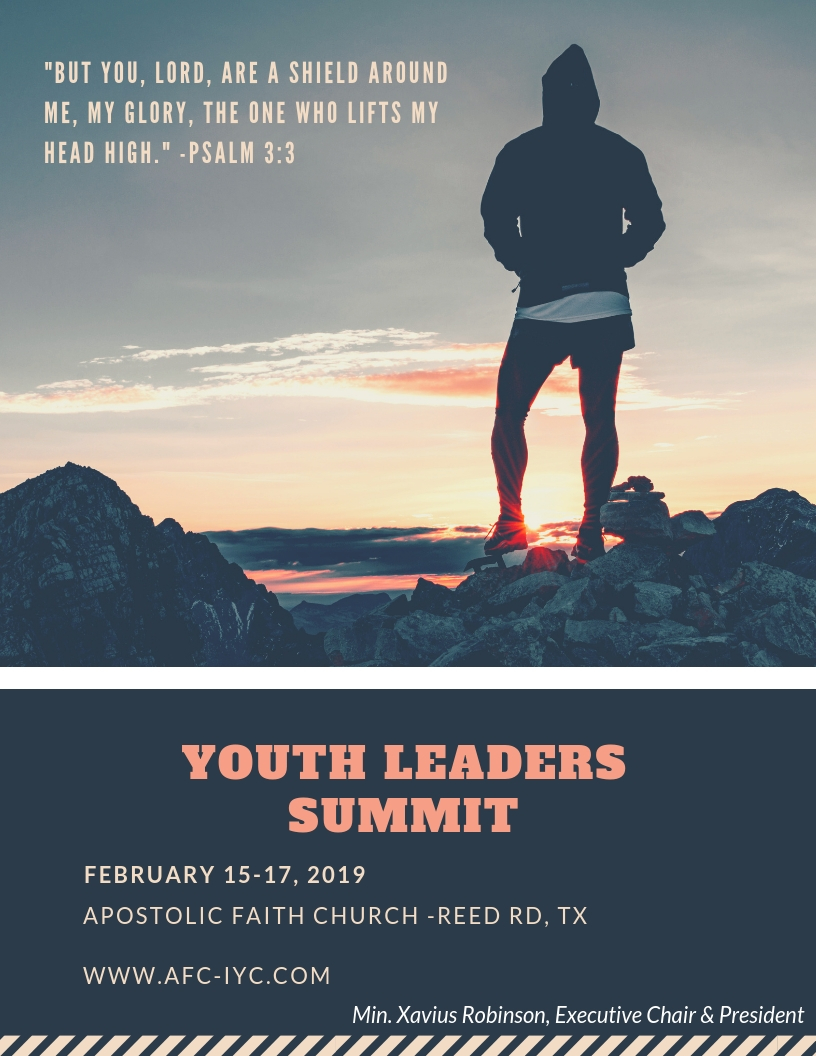 "BUT YOU, LORD, ARE A SHIELD AROUND
ME, MY GLORY, THE ONE WHO LIFTS MY
HEAD HIGH." -PSALM 3:3
YOUTH LEADERS
SUMMIT
FEBRUARY 15-17, 2019
APOSTOLIC FAITH CHURCH -REED RD, TX
WWW.AFC-IYC.COM
Min. Xavius Robinson, Executive Chair & President